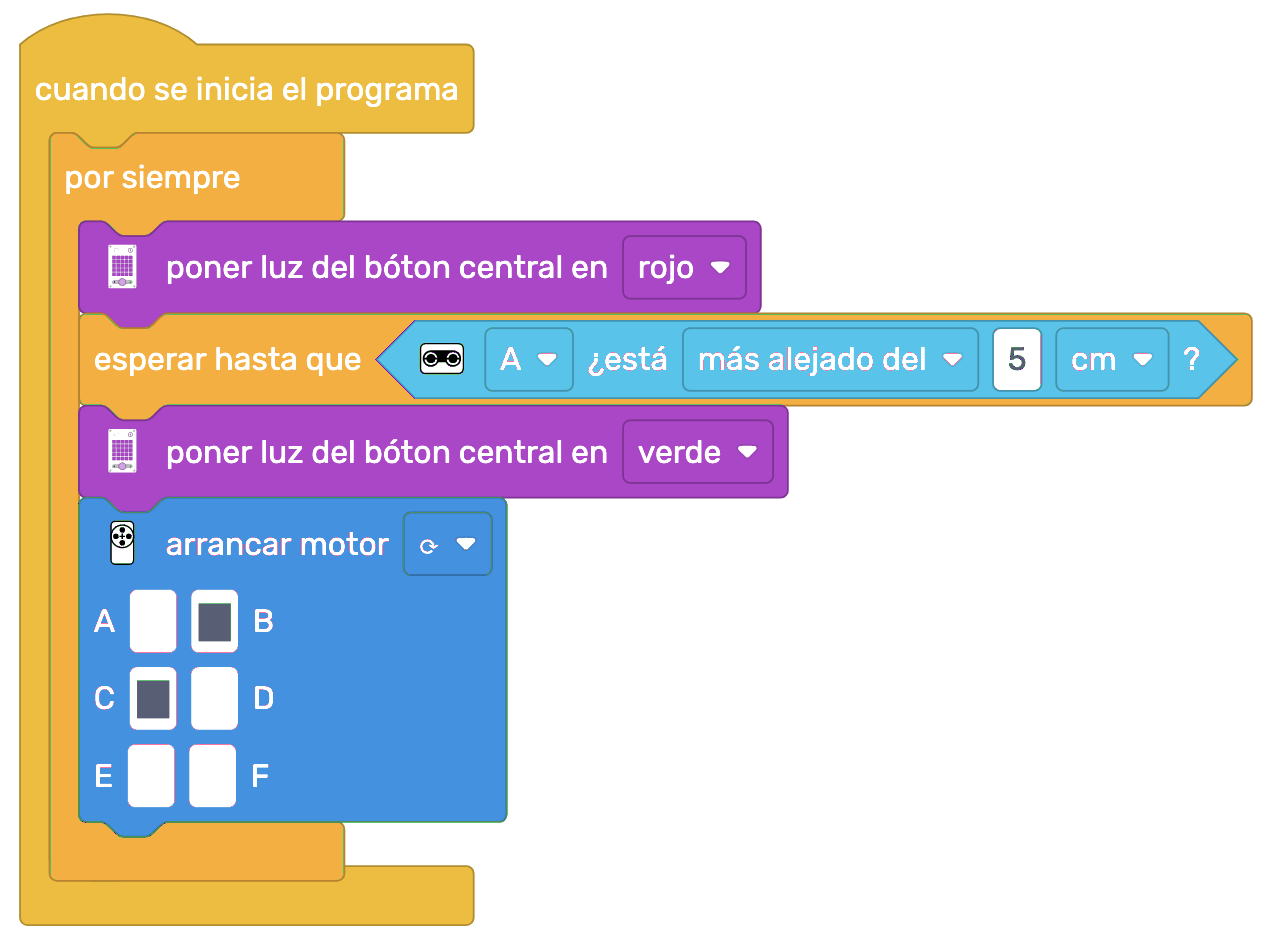 cuando se inicia el programa
por siempre
poner luz del bóton central en rojo
esperar hasta que A ¿está más alejado del 5 cm ?
poner luz del bóton central en verde
arrancar motor ⟳
A B
C D
E F